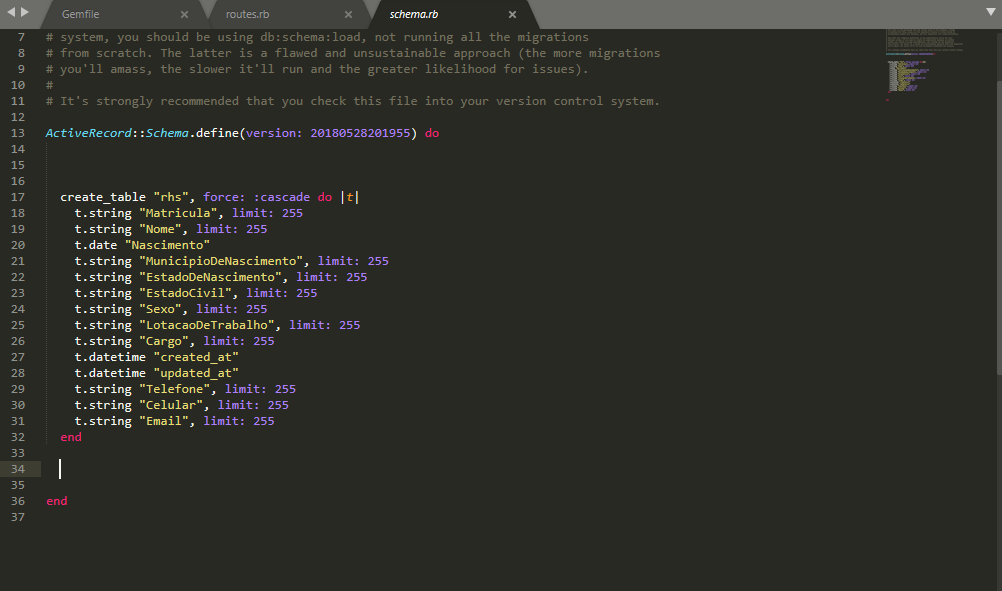 Gemfile × routes.rb × schema.rb ×
7 # system, you should be using db:schema:load, not running all the migrations
8 # from scratch. The latter is a flawed and unsustainable approach (the more migrations
9 # you'll amass, the slower it'll run and the greater likelihood for issues).
10 #
11 # It's strongly recommended that you check this file into your version control system.
12
13 ActiveRecord::Schema.define(version: 20180528201955) do
14
15
16
17   create_table "rhs", force: :cascade do |t|
18     t.string "Matricula", limit: 255
19     t.string "Nome", limit: 255
20     t.date "Nascimento"
21     t.string "MunicipioDeNascimento", limit: 255
22     t.string "EstadoDeNascimento", limit: 255
23     t.string "EstadoCivil", limit: 255
24     t.string "Sexo", limit: 255
25     t.string "LotacaoDeTrabalho", limit: 255
26     t.string "Cargo", limit: 255
27     t.datetime "created_at"
28     t.datetime "updated_at"
29     t.string "Telefone", limit: 255
30     t.string "Celular", limit: 255
31     t.string "Email", limit: 255
32   end
33
34
35
36 end
37